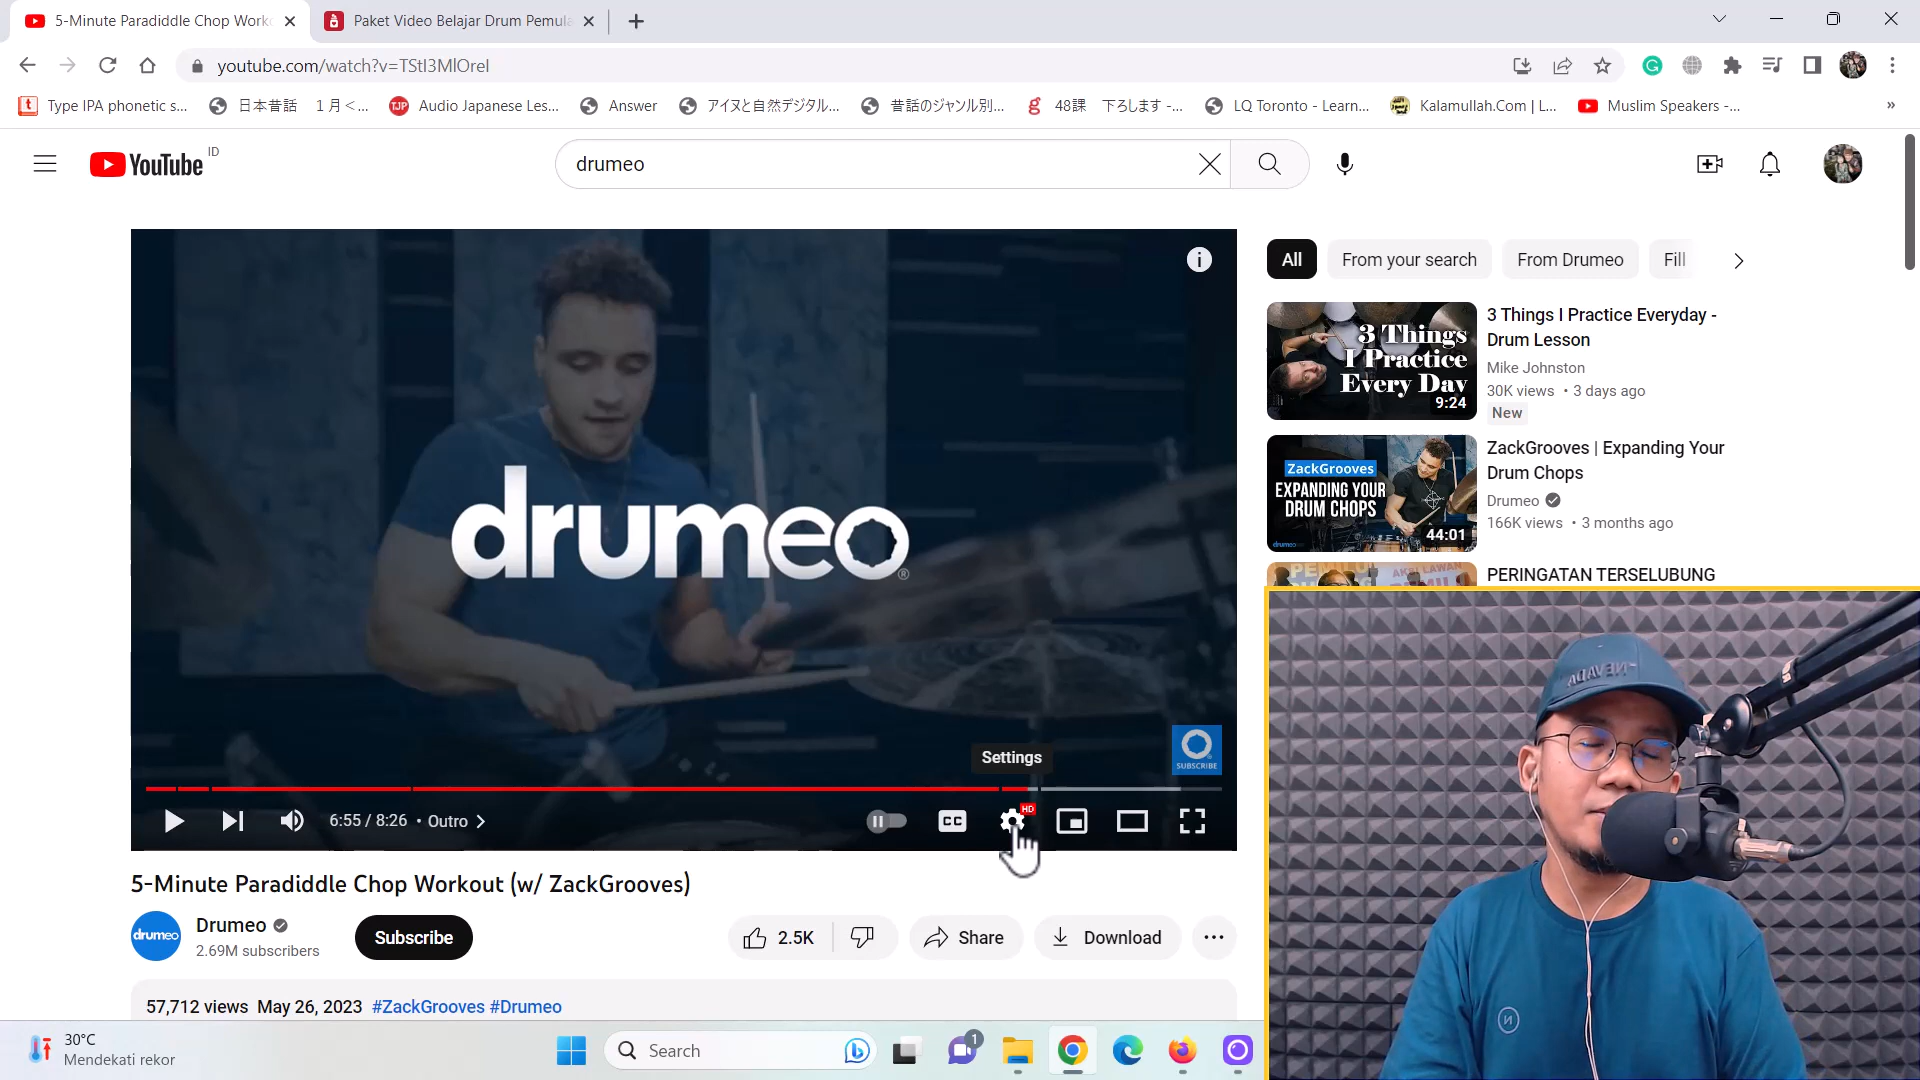 5-Minute Paradiddle Chop Work
Paket Video Belajar Drum Pemula
youtube.com/watch?v=TStI3MlOreI
Type IPA phonetic s...
日本昔話 1月<...
TJP
Audio Japanese Les...
Answer
アイヌと自然デジタル...
昔話のジャンル別...
48課 下ろします -...
LQ Toronto - Learn...
Kalamullah.Com | L...
Muslim Speakers -...
»
YouTube ID
drumeo
All
From your search
From Drumeo
Fill
3 Things
I Practice
Every Day
9:24
3 Things I Practice Everyday -
Drum Lesson
Mike Johnston
30K views • 3 days ago
New
ZackGrooves
EXPANDING YOUR
DRUM CHOPS
drumeo
44:01
ZackGrooves | Expanding Your
Drum Chops
Drumeo
166K views • 3 months ago
PERINGATAN TERSELUBUNG
drumeo®
SUBSCRIBE
Settings
6:55 / 8:26 • Outro
CC
HD
5-Minute Paradiddle Chop Workout (w/ ZackGrooves)
drumeo
Drumeo
2.69M subscribers
Subscribe
2.5K
Share
Download
57,712 views May 26, 2023 #ZackGrooves #Drumeo
NEVADA
30°C
Mendekati rekor
Search
1